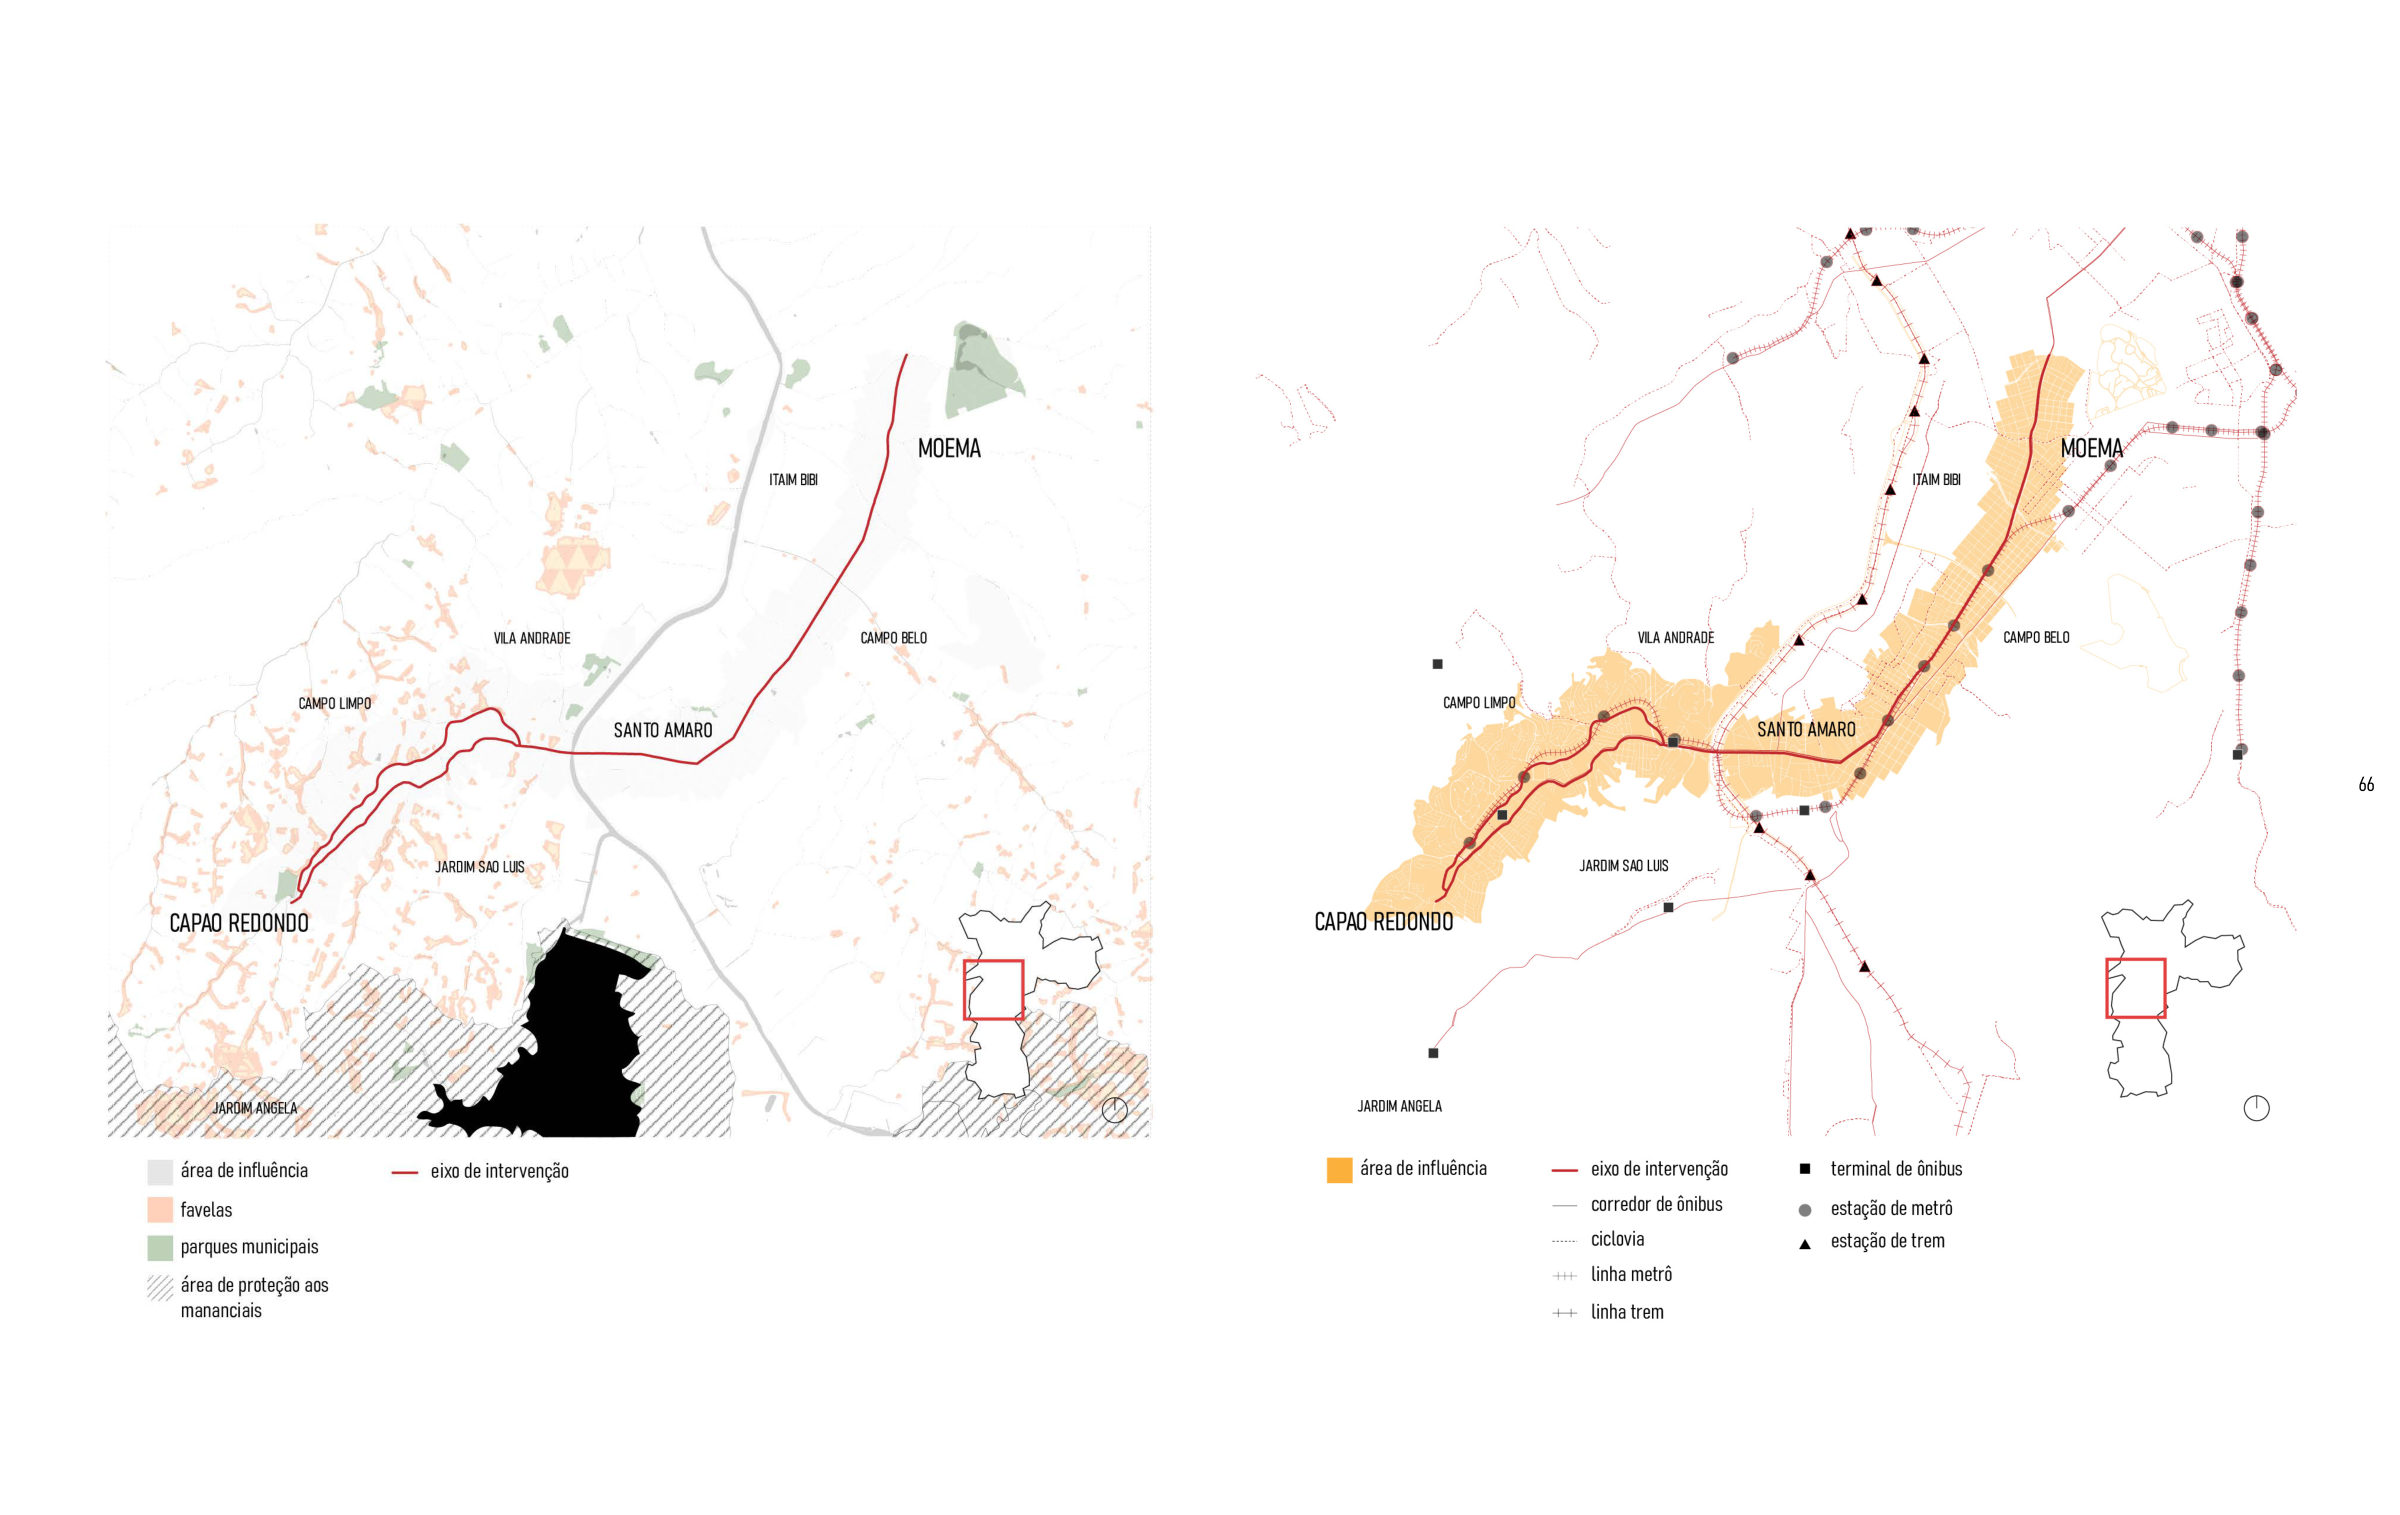 MOEMA
ITAIM BIBI
VILA ANDRADE
CAMPO BELO
CAMPO LIMPO
SANTO AMARO
JARDIM SAO LUIS
CAPAO REDONDO
JARDIM ANGELA
área de influência
favelas
parques municipais
área de proteção aos
mananciais
eixo de intervenção
MOEMA
ITAIM BIBI
VILA ANDRADE
CAMPO BELO
CAMPO LIMPO
SANTO AMARO
JARDIM SAO LUIS
CAPAO REDONDO
JARDIM ANGELA
área de influência
eixo de intervenção
corredor de ônibus
ciclovia
linha metrô
linha trem
terminal de ônibus
estação de metrô
estação de trem
66